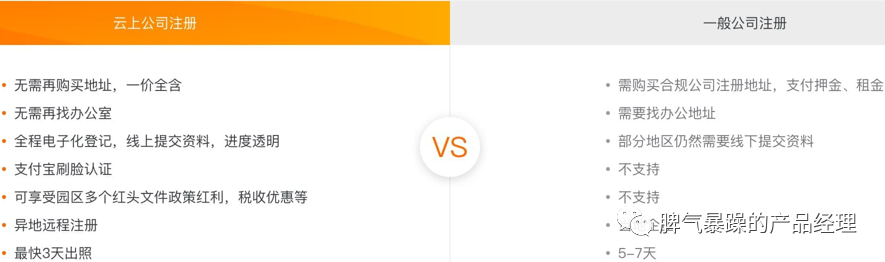 云上公司注册
一般公司注册
无需再购买地址，一价全含
无需再找办公室
全程电子化登记，线上提交资料，进度透明
支付宝刷脸认证
可享受园区多个红头文件政策红利，税收优惠等
异地远程注册
最快3天出照
VS
需购买合规公司注册地址，支付押金、租金
需要找办公地址
部分地区仍然需要线下提交资料
不支持
不支持
脾气暴躁的产品经理
5-7天